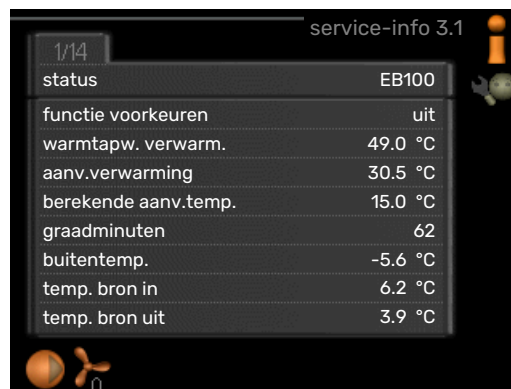 service-info 3.1
1/14
status EB100
functie voorkeuren uit
warmtapw. verwarm. 49.0 °C
aanv.verwarming 30.5 °C
berekende aanv.temp. 15.0 °C
graadminuten 62
buitentemp. -5.6 °C
temp. bron in 6.2 °C
temp. bron uit 3.9 °C
0